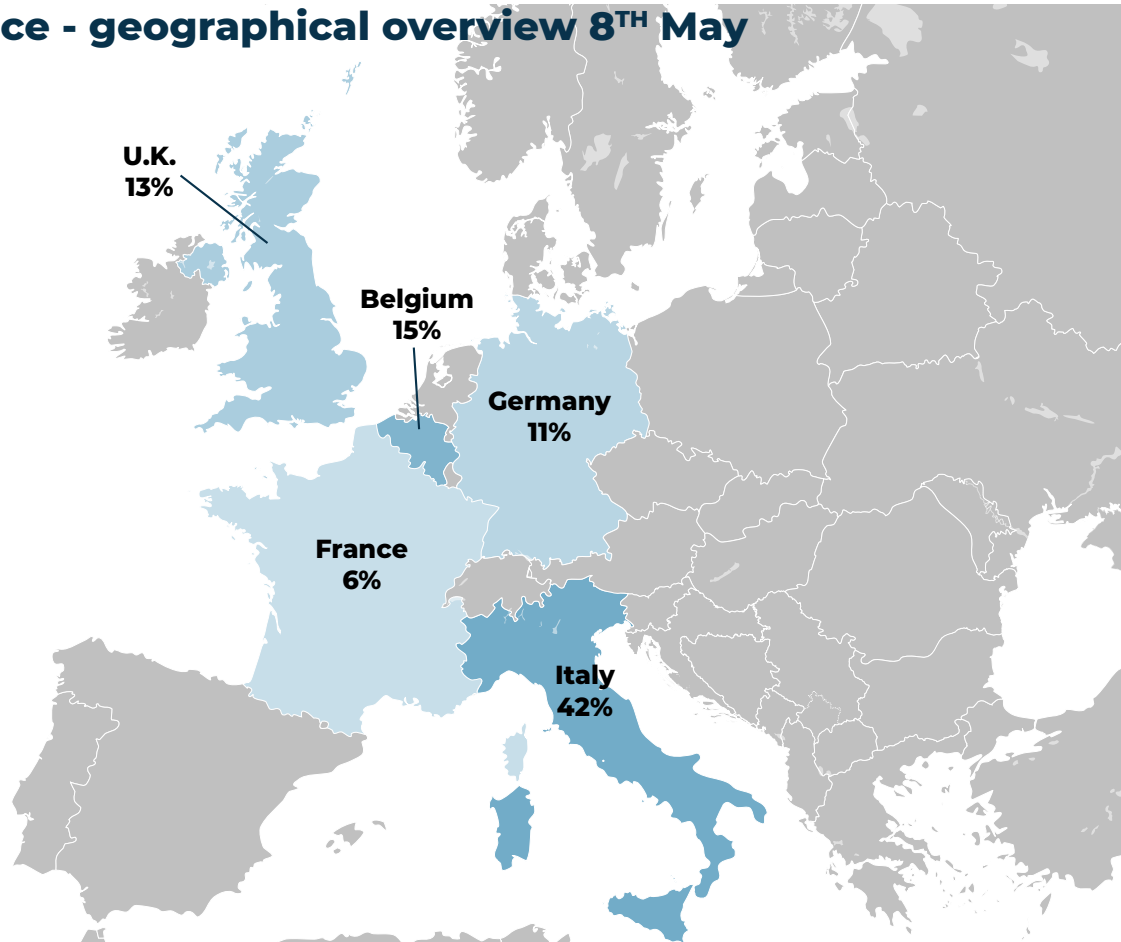 ce - geographical overview 8TH May
U.K.
13%
Belgium
15%
Germany
11%
France
6%
Italy
42%